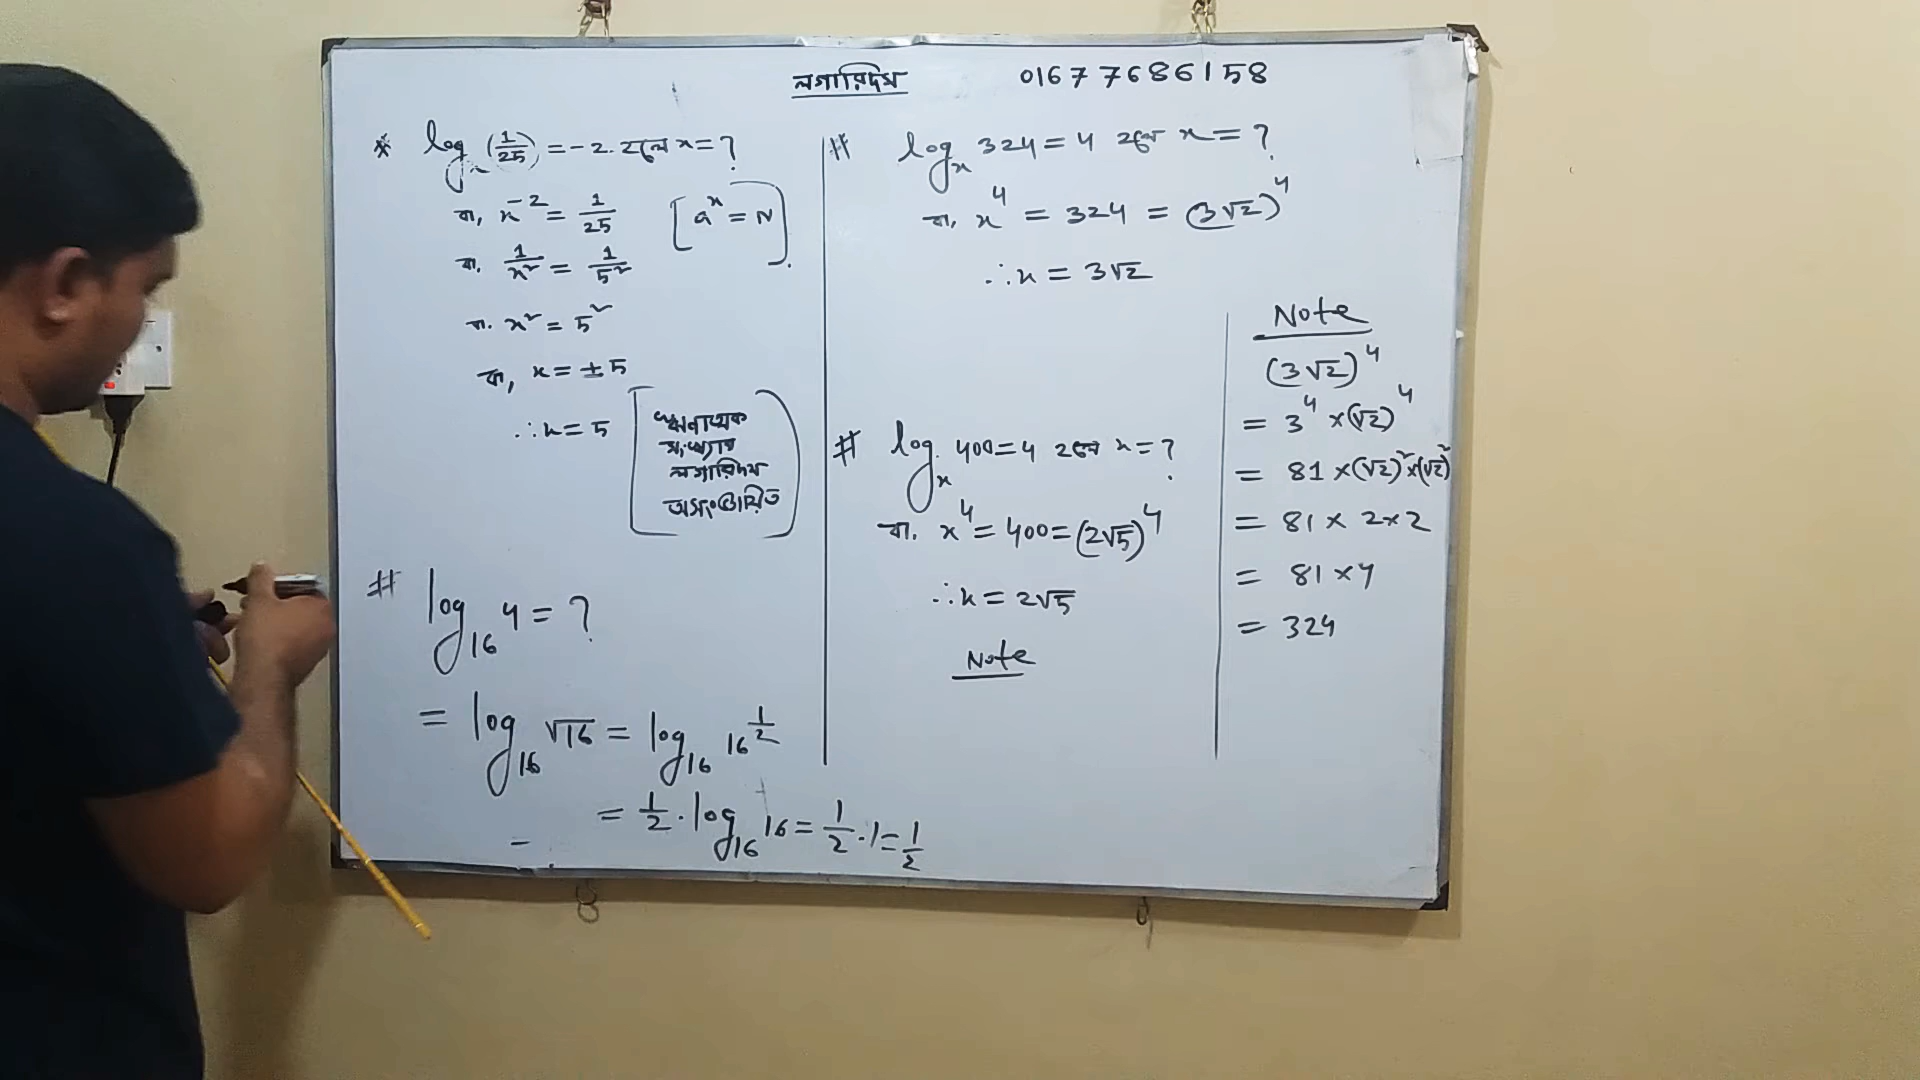 লগারিদম 01677686158
* log_x (1/25) = -2. হলে x = ?
বা, x^-2 = 1/25 [a^x = N]
বা. 1/x² = 1/5²
বা. x² = 5²
বা, x = ± 5
∴ x = 5 [ঋণাত্মক
সংখ্যার
লগারিদম
অসংজ্ঞায়িত]
# log_16 4 = ?
= log_16 √16 = log_16 16^1/2
= 1/2 . log_16 16 = 1/2 . 1 = 1/2
# log_x 324 = 4 হলে x = ?
বা, x^4 = 324 = (3√2)^4
∴ x = 3√2
# log_x 400 = 4 হলে x = ?
বা. x^4 = 400 = (2√5)^4
∴ x = 2√5
Note
Note
(3√2)^4
= 3^4 × (√2)^4
= 81 × (√2)² × (√2)²
= 81 × 2 × 2
= 81 × 4
= 324